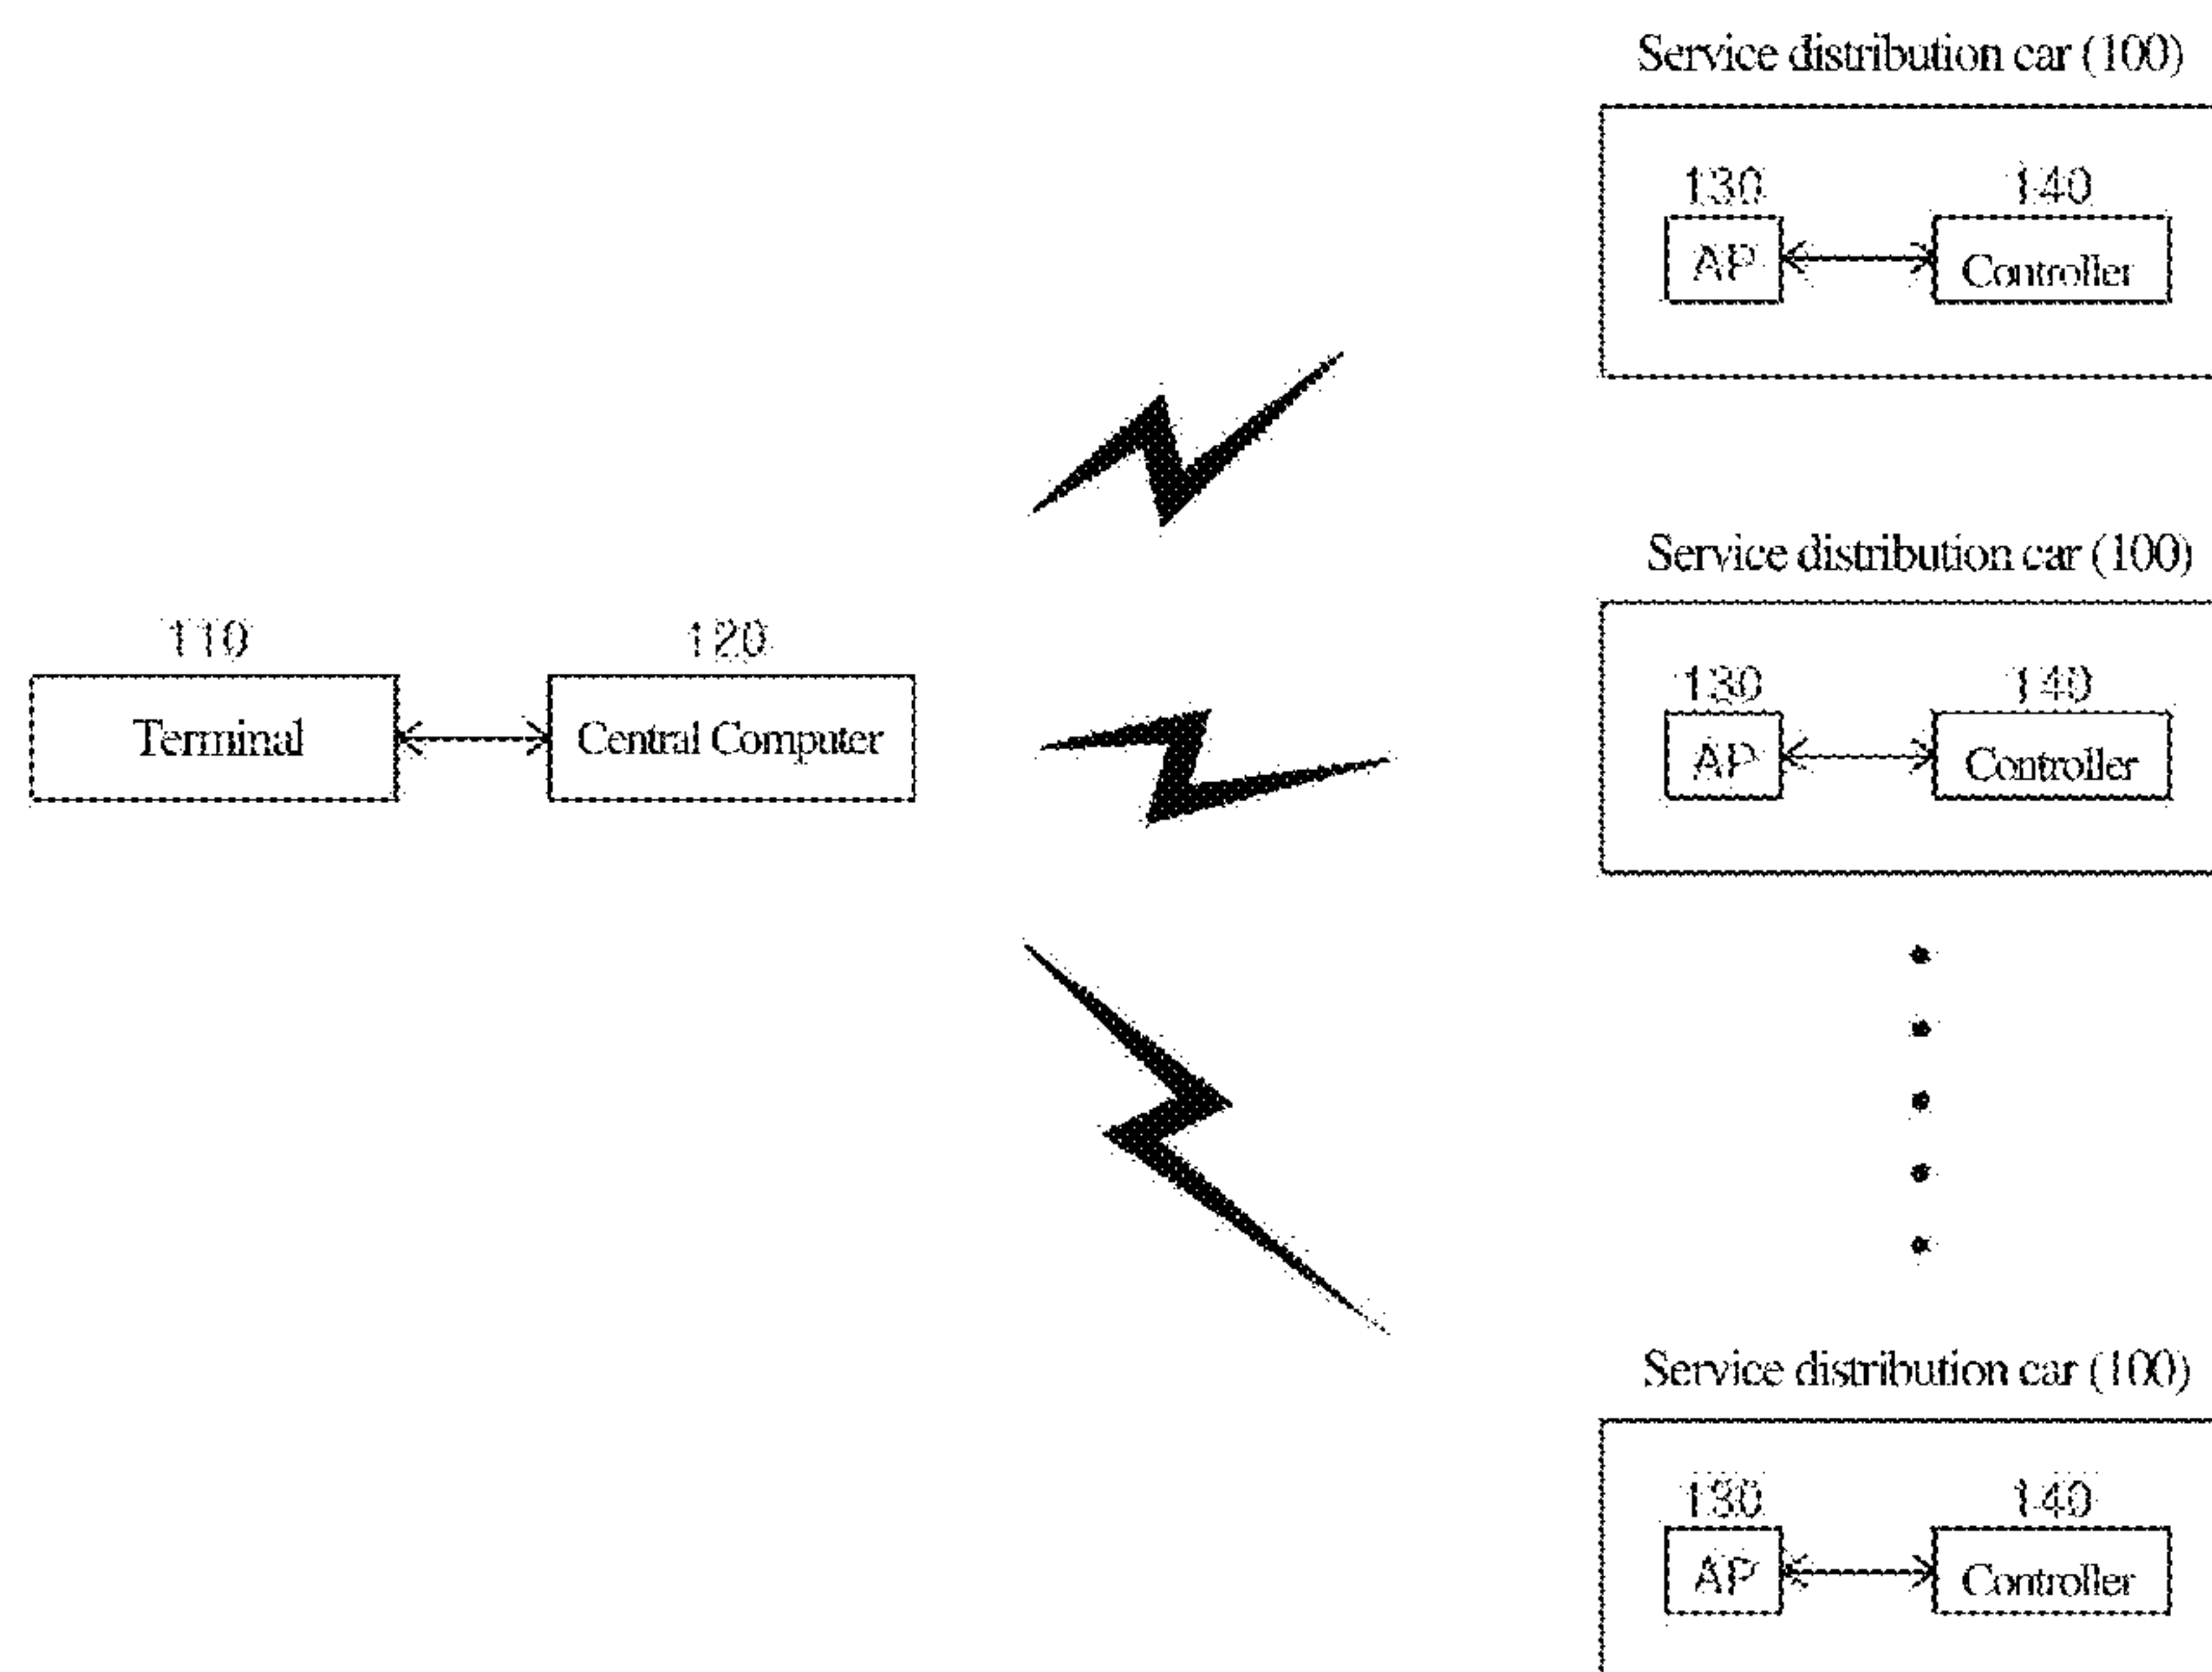 Service distribution car (100)
130 140
AP Controller
Service distribution car (100)
110 120
Terminal Central Computer
130 140
AP Controller
Service distribution car (100)
130 140
AP Controller